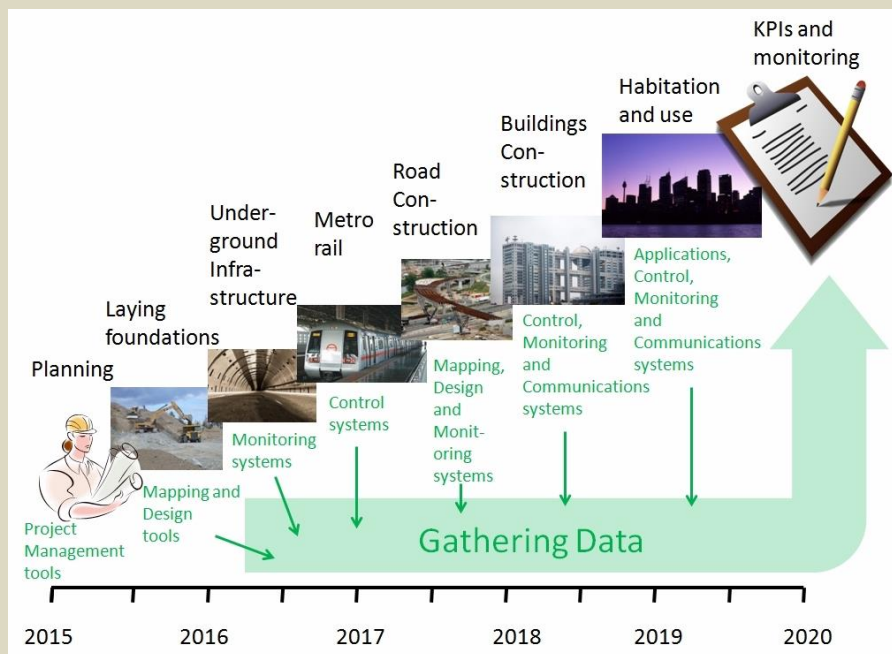 KPIs and
monitoring
Habitation
and use
Buildings
Con-
struction
Road
Con-
struction
Metro
rail
Under-
ground
Infra-
structure
Laying
foundations
Planning
Applications,
Control,
Monitoring
and
Communications
systems
Control,
Monitoring
and
Communications
systems
Mapping,
Design
and
Monit-
oring
systems
Control
systems
Monitoring
systems
Mapping and
Design
tools
Project
Management
tools
Gathering Data
2015 2016 2017 2018 2019 2020